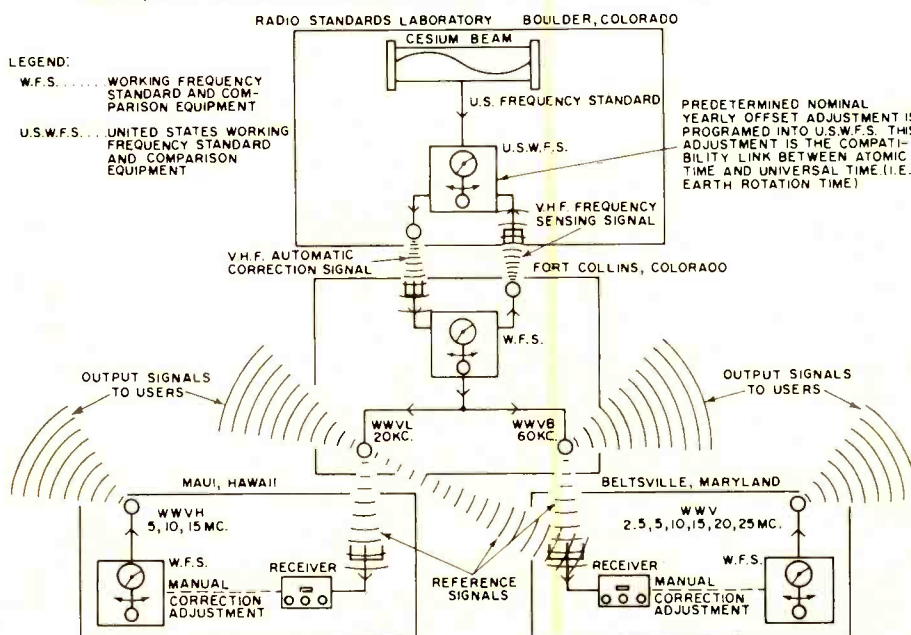 RADIO STANDARDS LABORATORY BOULDER, COLORADO
CESIUM BEAM
LEGEND:
W.F.S. ...... WORKING FREQUENCY
STANDARD AND COM-
PARISON EQUIPMENT
U.S.W.F.S. .... UNITED STATES WORKING
FREQUENCY STANDARD
AND COMPARISON
EQUIPMENT
U.S. FREQUENCY STANDARD
U.S.W.F.S.
PREDETERMINED NOMINAL
YEARLY OFFSET ADJUSTMENT IS
PROGRAMED INTO U.S.W.F.S. THIS
ADJUSTMENT IS THE COMPATI-
BILITY LINK BETWEEN ATOMIC
TIME AND UNIVERSAL TIME.(I.E.
EARTH ROTATION TIME)
V.H.F. FREQUENCY
SENSING SIGNAL
V.H.F. AUTOMATIC
CORRECTION SIGNAL
FORT COLLINS, COLORADO
W.F.S.
OUTPUT SIGNALS
TO USERS
OUTPUT SIGNALS
TO USERS
WWVL
20KC.
WWVB
60KC.
MAUI, HAWAII
BELTSVILLE, MARYLAND
WWVH
5, 10, 15 MC.
WWV
2.5, 5, 10, 15, 20, 25 MC.
W.F.S.
MANUAL
CORRECTION
ADJUSTMENT
RECEIVER
REFERENCE
SIGNALS
RECEIVER
MANUAL
CORRECTION
ADJUSTMENT
W.F.S.